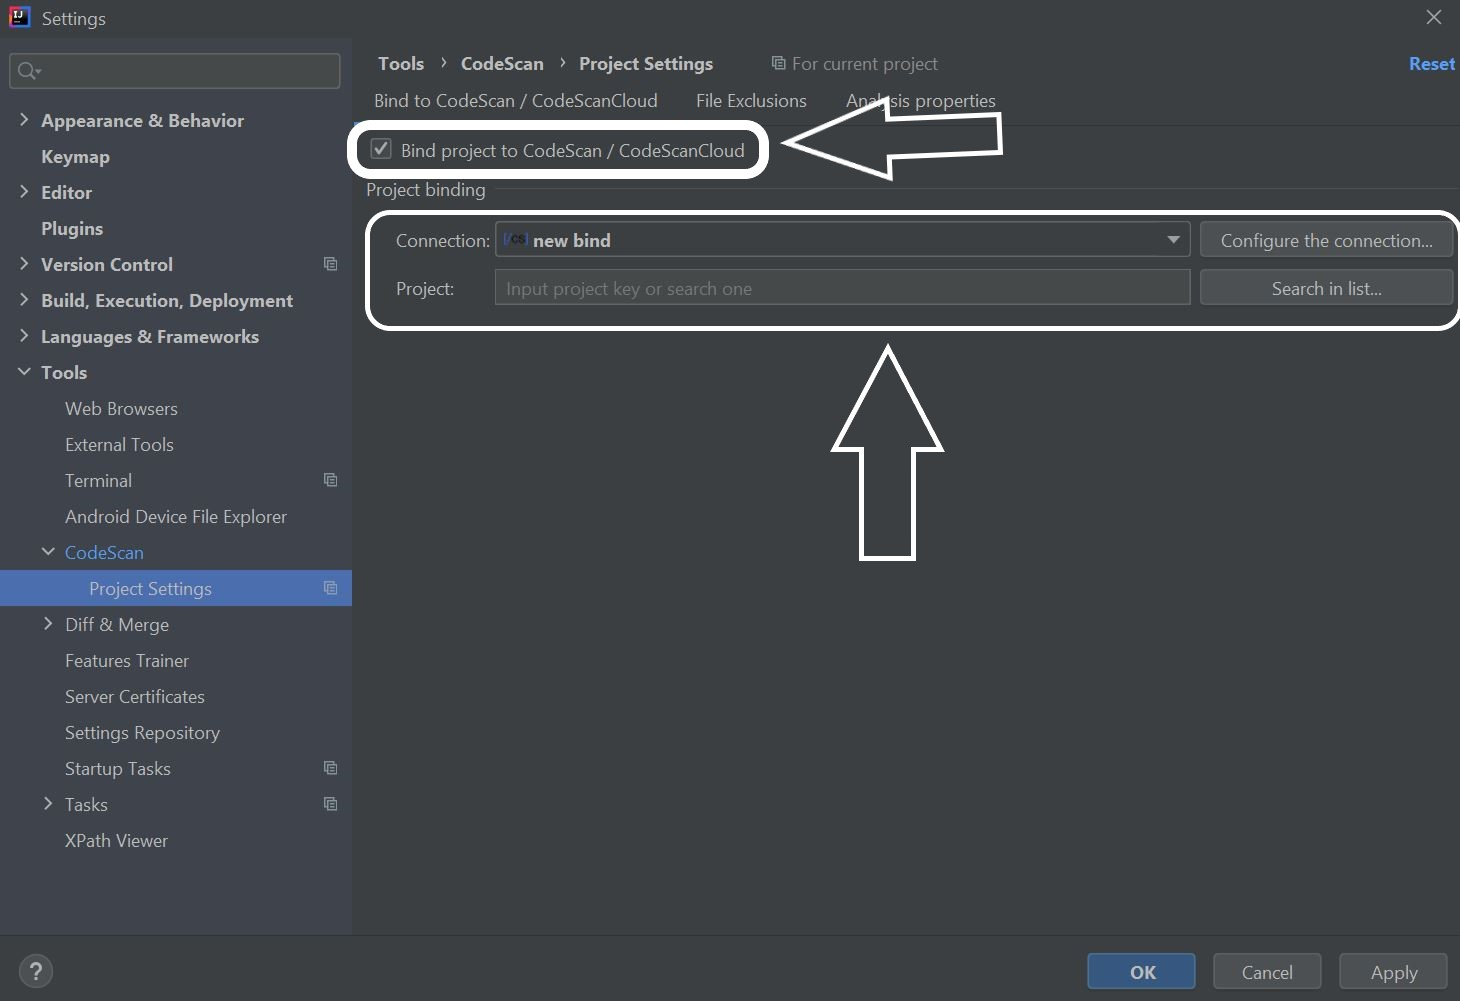 Settings
Tools › CodeScan › Project Settings For current project Reset
Bind to CodeScan / CodeScanCloud File Exclusions Analysis properties
Bind project to CodeScan / CodeScanCloud
Project binding
Connection: [/CS] new bind Configure the connection...
Project: Input project key or search one Search in list...
Appearance & Behavior
Keymap
Editor
Plugins
Version Control
Build, Execution, Deployment
Languages & Frameworks
Tools
Web Browsers
External Tools
Terminal
Android Device File Explorer
CodeScan
Project Settings
Diff & Merge
Features Trainer
Server Certificates
Settings Repository
Startup Tasks
Tasks
XPath Viewer
? OK Cancel Apply